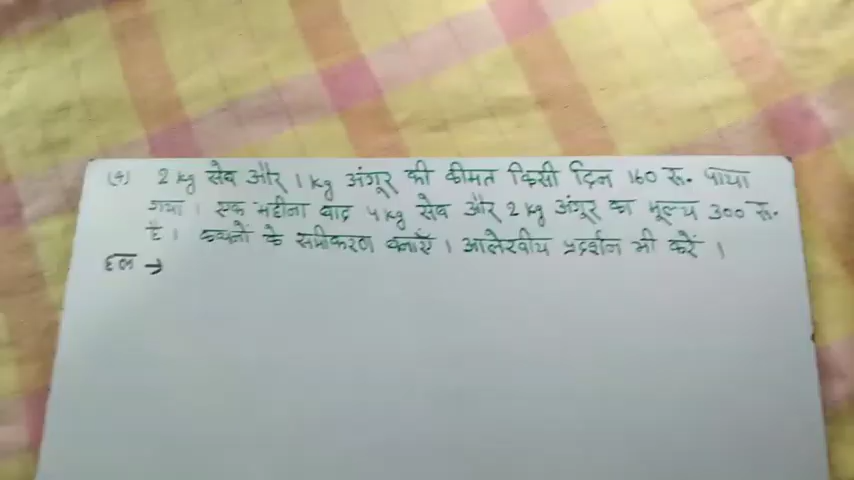 (4) 2 kg सेब और 1 kg अंगूर की कीमत किसी दिन 160 रू. पाया
गया । एक महीना बाद 4 kg सेब और 2 kg अंगूर का मूल्य 300 रू.
है । कथनों के समीकरण बनाएँ । आलेखीय प्रदर्शन भी करें ।
हल →